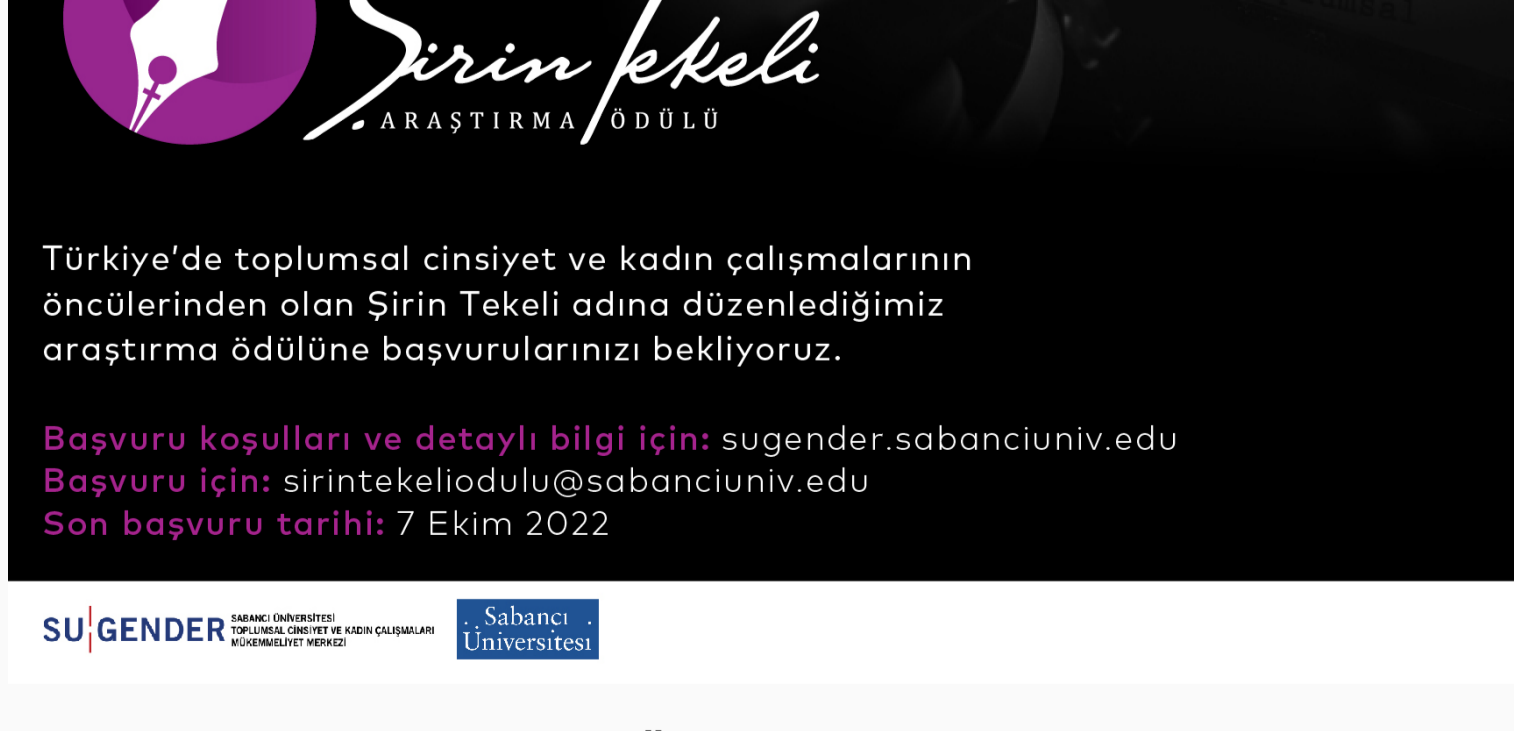 Şirin Tekeli
ARAŞTIRMA ÖDÜLÜ
Türkiye'de toplumsal cinsiyet ve kadın çalışmalarının
öncülerinden olan Şirin Tekeli adına düzenlediğimiz
araştırma ödülüne başvurularınızı bekliyoruz.
Başvuru koşulları ve detaylı bilgi için: sugender.sabanciuniv.edu
Başvuru için: sirintekeliodulu@sabanciuniv.edu
Son başvuru tarihi: 7 Ekim 2022
SU GENDER
SABANCI ÜNİVERSİTESİ
TOPLUMSAL CİNSİYET VE KADIN ÇALIŞMALARI
MÜKEMMELİYET MERKEZİ
Sabancı
Üniversitesi